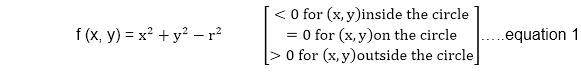 < 0 for (x, y)inside the circle
f (x, y) = x² + y² − r² = 0 for (x, y)on the circle .....equation 1
> 0 for (x, y)outside the circle